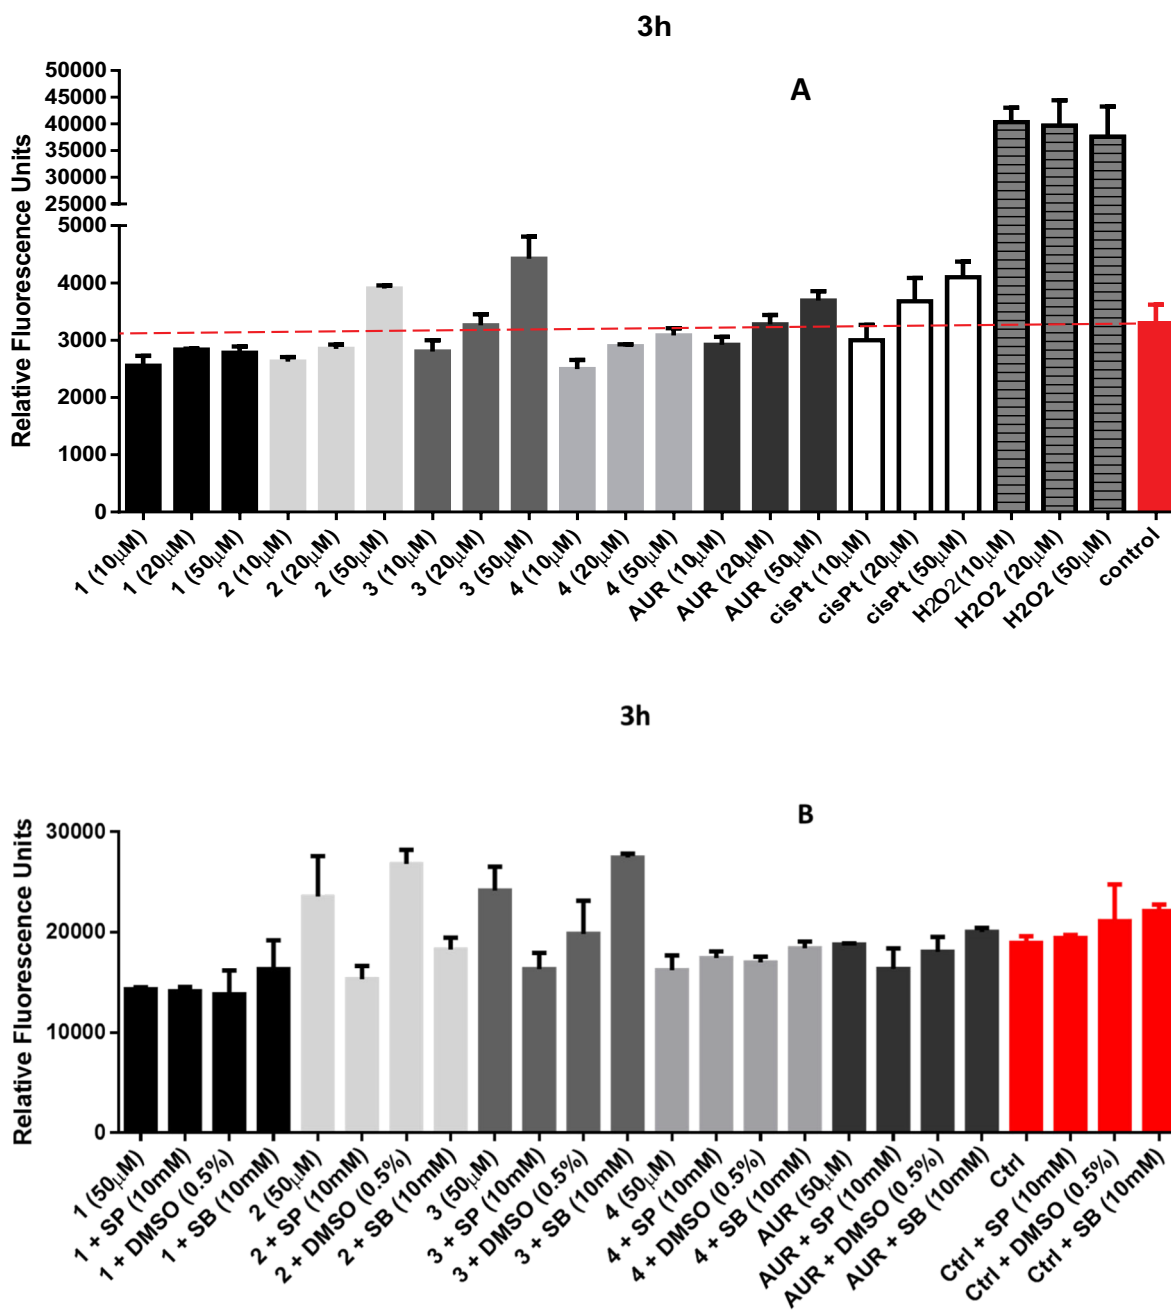 3h
A
Relative Fluorescence Units
50000
45000
40000
35000
30000
25000
5000
4000
3000
2000
1000
0
1 (10μM)
1 (20μM)
1 (50μM)
2 (10μM)
2 (20μM)
2 (50μM)
3 (10μM)
3 (20μM)
3 (50μM)
4 (10μM)
4 (20μM)
4 (50μM)
AUR (10μM)
AUR (20μM)
AUR (50μM)
cisPt (10μM)
cisPt (20μM)
cisPt (50μM)
H2O2 (10μM)
H2O2 (20μM)
H2O2 (50μM)
control
3h
B
Relative Fluorescence Units
30000
20000
10000
0
1 (50μM)
1 + SP (10mM)
1 + DMSO (0.5%)
1 + SB (10mM)
2 (50μM)
2 + SP (10mM)
2 + DMSO (0.5%)
2 + SB (10mM)
3 (50μM)
3 + SP (10mM)
3 + DMSO (0.5%)
3 + SB (10mM)
4 (50μM)
4 + SP (10mM)
4 + DMSO (0.5%)
4 + SB (10mM)
AUR (50μM)
AUR + SP (10mM)
AUR + DMSO (0.5%)
AUR + SB (10mM)
Ctrl
Ctrl + SP (10mM)
Ctrl + DMSO (0.5%)
Ctrl + SB (10mM)